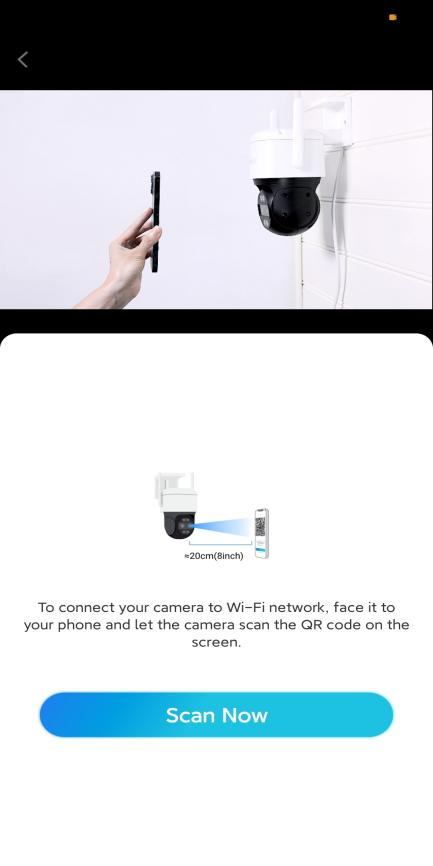 ≈20cm(8inch)
To connect your camera to Wi-Fi network, face it to
your phone and let the camera scan the QR code on the
screen.
Scan Now